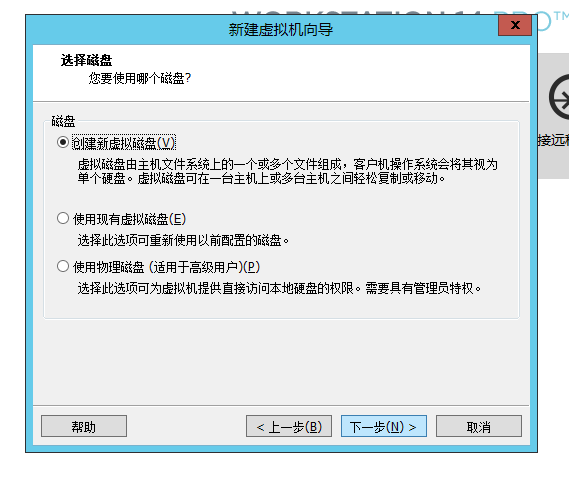 WORKSTATION 11 PRO™
新建虚拟机向导
x
选择磁盘
您要使用哪个磁盘?
磁盘
创建新虚拟磁盘(V)
虚拟磁盘由主机文件系统上的一个或多个文件组成，客户机操作系统会将其视为
单个硬盘。虚拟磁盘可在一台主机上或多台主机之间轻松复制或移动。
使用现有虚拟磁盘(E)
选择此选项可重新使用以前配置的磁盘。
使用物理磁盘 (适用于高级用户)(P)
选择此选项可为虚拟机提供直接访问本地硬盘的权限。需要具有管理员特权。
接远程
帮助
< 上一步(B)
下一步(N) >
取消